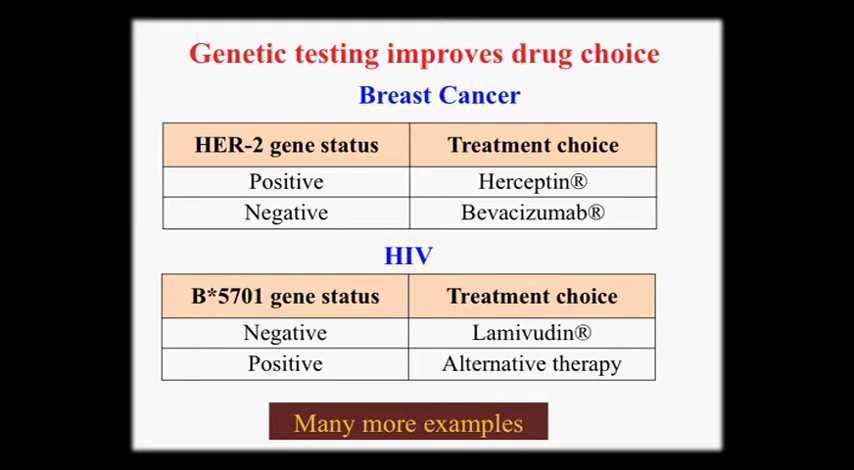 Genetic testing improves drug choice
Breast Cancer
HER-2 gene status Treatment choice
Positive Herceptin®
Negative Bevacizumab®
HIV
B*5701 gene status Treatment choice
Negative Lamivudin®
Positive Alternative therapy
Many more examples